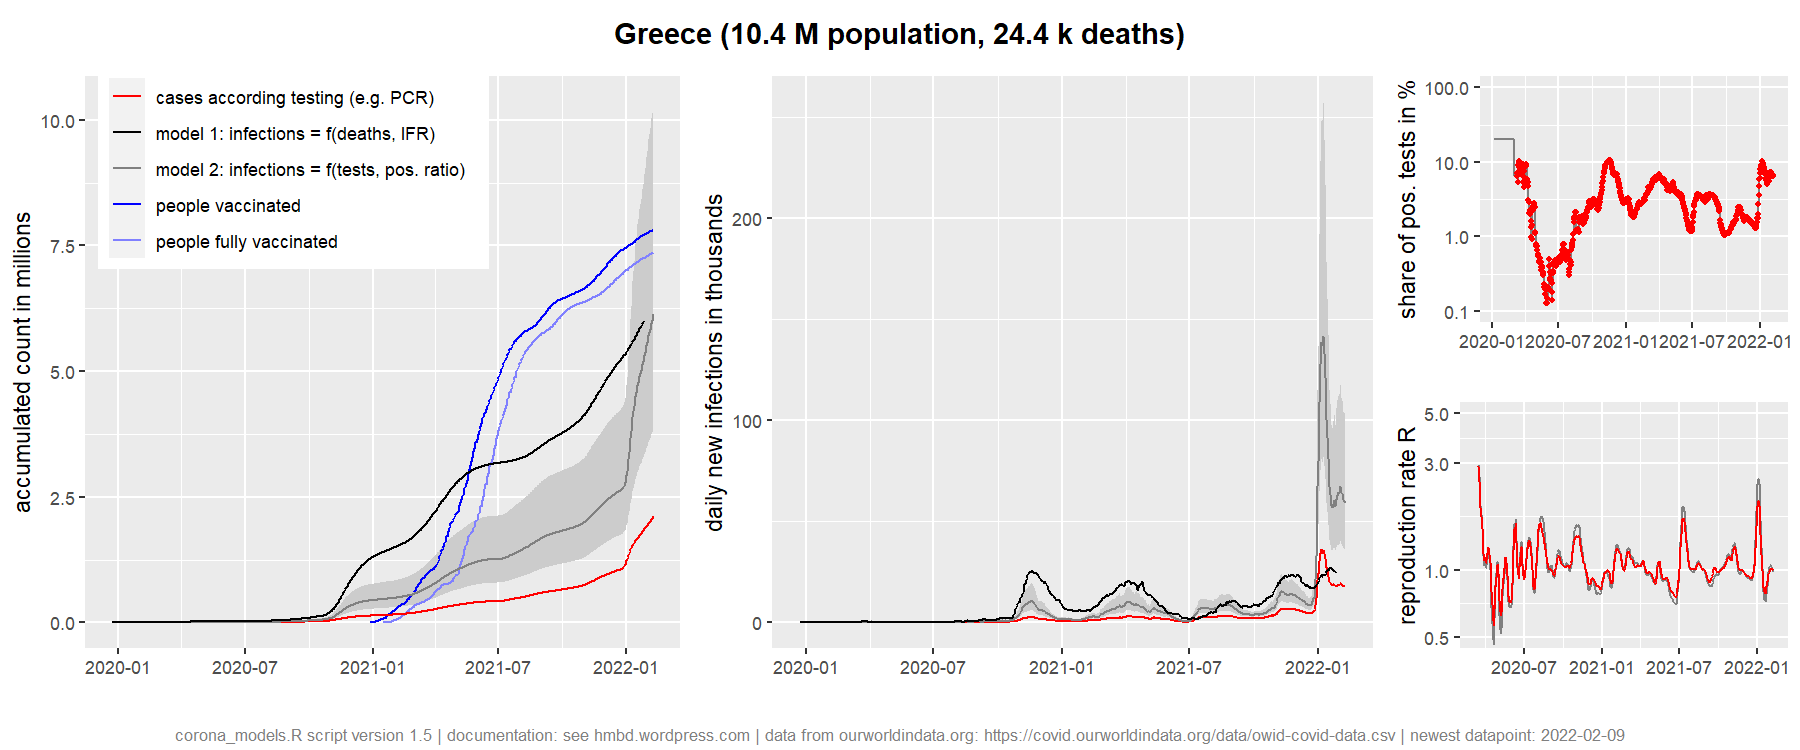 Greece (10.4 M population, 24.4 k deaths)
accumulated count in millions
10.0
7.5
5.0
2.5
0.0
cases according testing (e.g. PCR)
model 1: infections = f(deaths, IFR)
model 2: infections = f(tests, pos. ratio)
people vaccinated
people fully vaccinated
2020-01 2020-07 2021-01 2021-07 2022-01
daily new infections in thousands
200
100
0
2020-01 2020-07 2021-01 2021-07 2022-01
share of pos. tests in %
100.0
10.0
1.0
0.1
2020-01 2020-07 2021-01 2021-07 2022-01
reproduction rate R
5.0
3.0
1.0
0.5
2020-07 2021-01 2021-07 2022-01
corona_models.R script version 1.5 | documentation: see hmbd.wordpress.com | data from ourworldindata.org: https://covid.ourworldindata.org/data/owid-covid-data.csv | newest datapoint: 2022-02-09